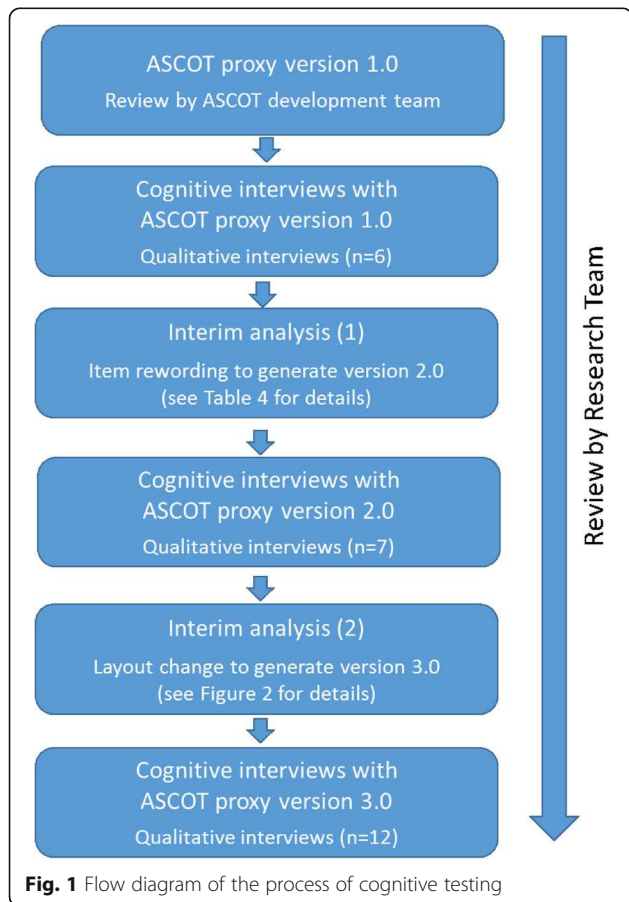 ASCOT proxy version 1.0
Review by ASCOT development team
Cognitive interviews with
ASCOT proxy version 1.0
Qualitative interviews (n=6)
Interim analysis (1)
Item rewording to generate version 2.0
(see Table 4 for details)
Cognitive interviews with
ASCOT proxy version 2.0
Qualitative interviews (n=7)
Interim analysis (2)
Layout change to generate version 3.0
(see Figure 2 for details)
Cognitive interviews with
ASCOT proxy version 3.0
Qualitative interviews (n=12)
Review by Research Team
Fig. 1 Flow diagram of the process of cognitive testing